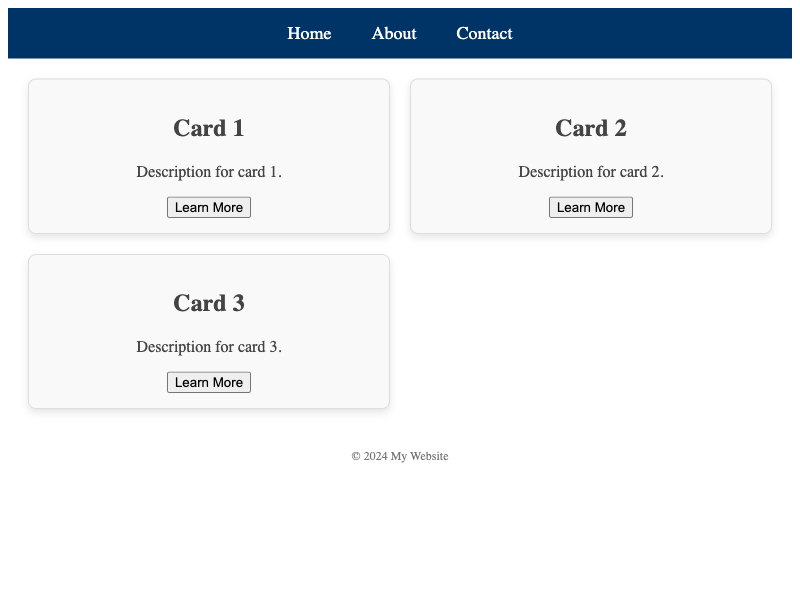 Home About Contact
Card 1
Description for card 1.
Learn More
Card 2
Description for card 2.
Learn More
Card 3
Description for card 3.
Learn More
© 2024 My Website